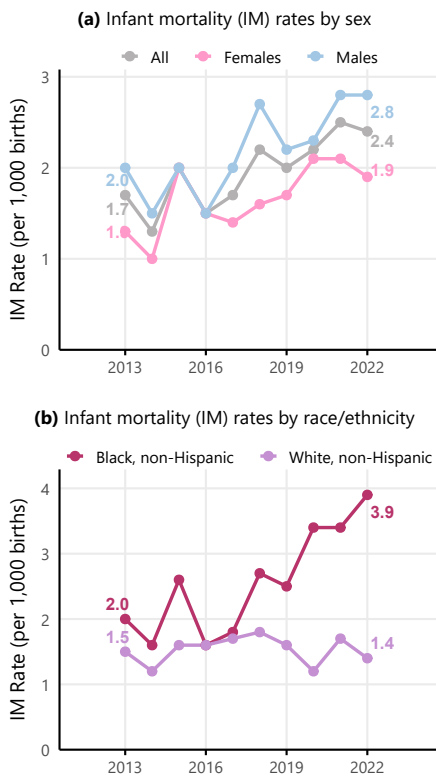 (a) Infant mortality (IM) rates by sex
All Females Males
IM Rate (per 1,000 births)
3
2
1
0
2.0
1.7
2.8
2.4
1.9
2013 2016 2019 2022
(b) Infant mortality (IM) rates by race/ethnicity
Black, non-Hispanic White, non-Hispanic
IM Rate (per 1,000 births)
4
3
2
1
0
2.0
1.5
3.9
1.4
2013 2016 2019 2022